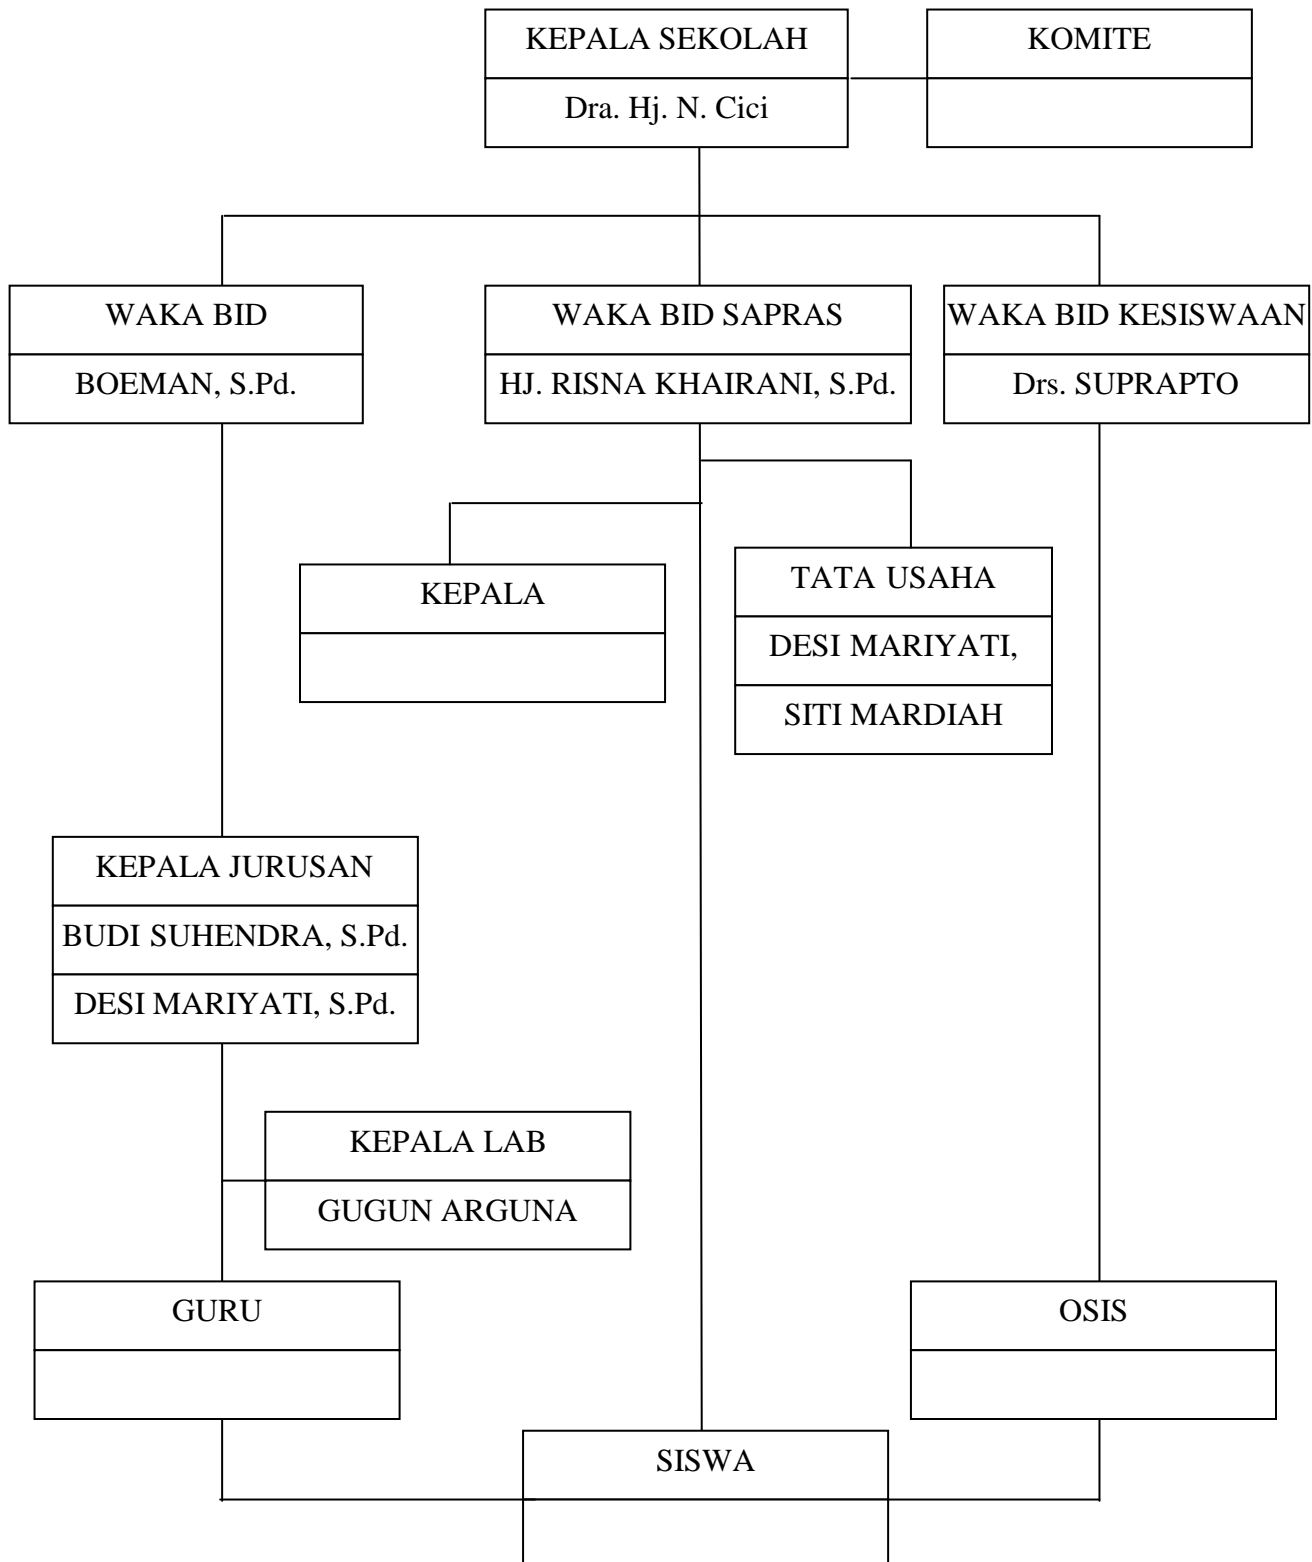 KEPALA SEKOLAH
Dra. Hj. N. Cici
KOMITE
WAKA BID
BOEMAN, S.Pd.
WAKA BID SAPRAS
HJ. RISNA KHAIRANI, S.Pd.
WAKA BID KESISWAAN
Drs. SUPRAPTO
KEPALA
TATA USAHA
DESI MARIYATI,
SITI MARDIAH
KEPALA JURUSAN
BUDI SUHENDRA, S.Pd.
DESI MARIYATI, S.Pd.
KEPALA LAB
GUGUN ARGUNA
GURU
OSIS
SISWA